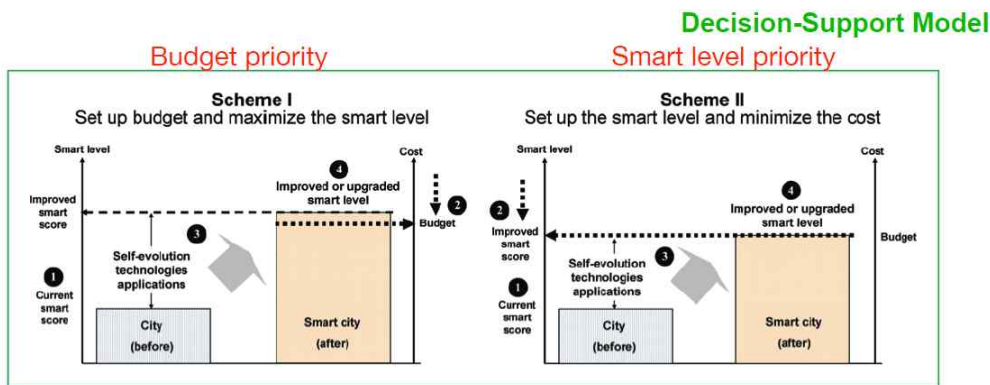 Decision-Support Model
Budget priority
Smart level priority
Scheme I
Set up budget and maximize the smart level
Smart level
Cost
4
Improved or upgraded
smart level
Improved
smart
score
2
Budget
3
Self-evolution
technologies
applications
1
Current
smart
score
City
(before)
Smart city
(after)
Scheme II
Set up the smart level and minimize the cost
Smart level
Cost
4
Improved or upgraded
smart level
2
Improved
smart
score
Budget
3
Self-evolution
technologies
applications
1
Current
smart
score
City
(before)
Smart city
(after)